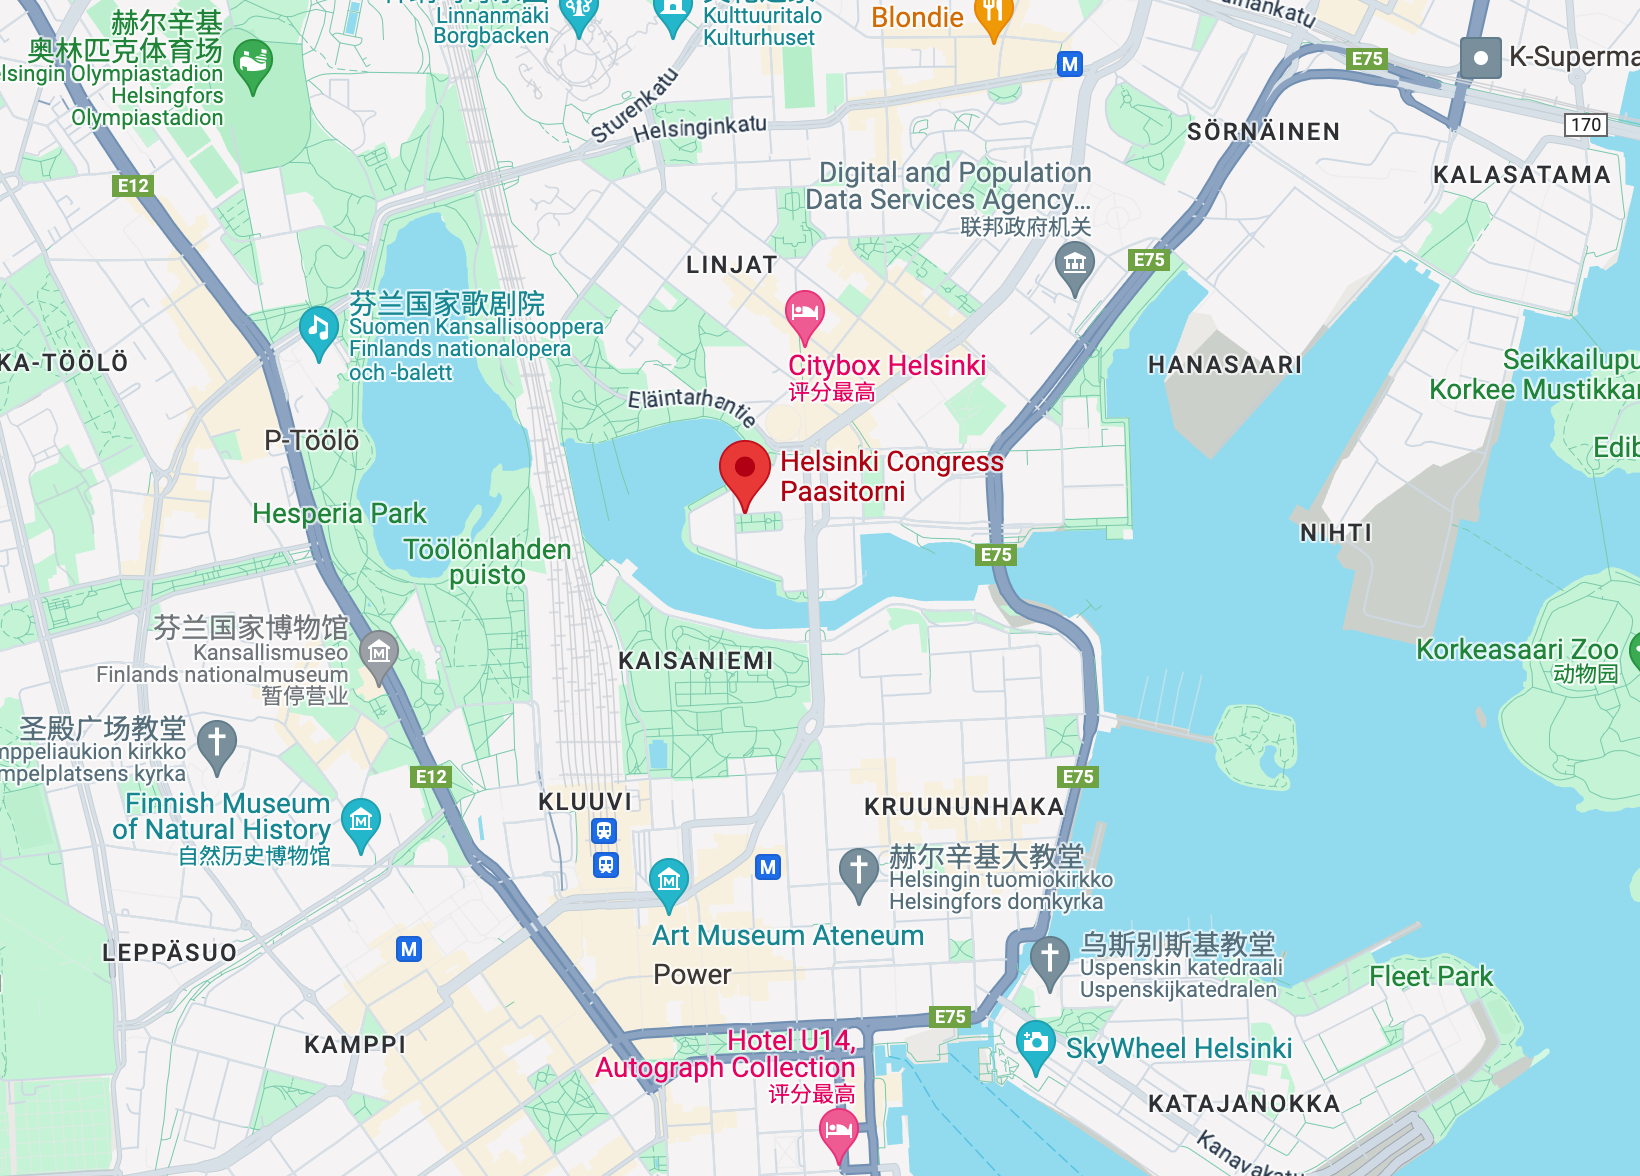 赫尔辛基
奥林匹克体育场
Helsingin Olympiastadion
Helsingfors
Olympiastadion
Linnanmäki
Borgbacken
Kulttuuritalo
Kulturhuset
Blondie
M
E75
K-Superma
170
Sturenkatu
Helsinginkatu
SÖRNÄINEN
KALASATAMA
E12
Digital and Population
Data Services Agency...
联邦政府机关
E75
LINJAT
芬兰国家歌剧院
Suomen Kansallisooppera
Finlands nationalopera
och -balett
KA-TÖÖLÖ
Citybox Helsinki
评分最高
HANASAARI
Seikkailupu
Korkee Mustikkar
Eläintarhantie
P-Töölö
Edib
Helsinki Congress
Paasitorni
Hesperia Park
Töölönlahden
puisto
E75
NIHTI
芬兰国家博物馆
Kansallismuseo
Finlands nationalmuseum
暂停营业
KAISANIEMI
Korkeasaari Zoo
动物园
圣殿广场教堂
mppeliaukion kirkko
mpelplatsens kyrka
E12
E75
Finnish Museum
of Natural History
自然历史博物馆
KLUUVI
KRUUNUNHAKA
M
赫尔辛基大教堂
Helsingin tuomiokirkko
Helsingfors domkyrka
Art Museum Ateneum
Power
LEPPÄSUO
M
乌斯别斯基教堂
Uspenskin katedraali
Uspenskijkatedralen
Fleet Park
E75
KAMPPI
Hotel U14,
Autograph Collection
评分最高
SkyWheel Helsinki
KATAJANOKKA
Kanavakatu